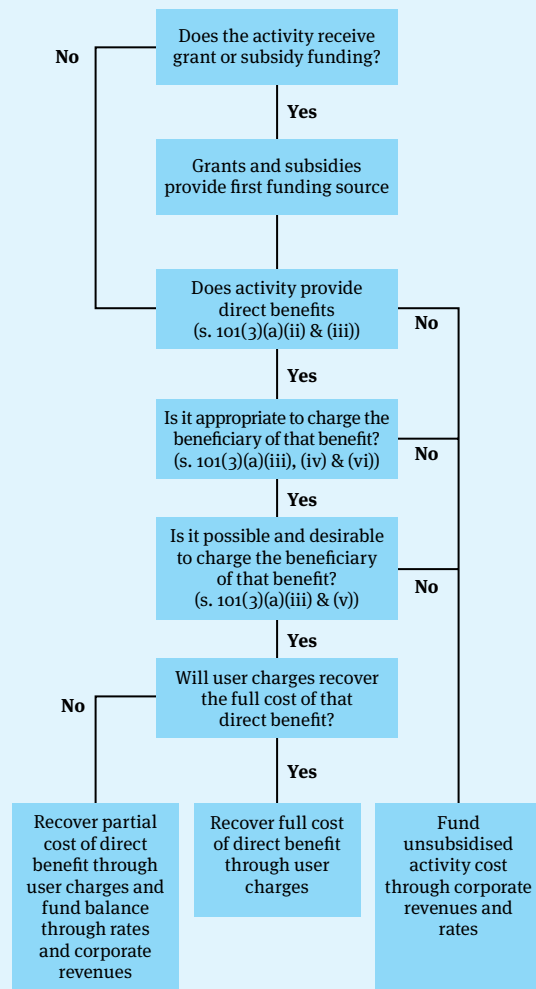 Does the activity receive
grant or subsidy funding?
No
Yes
Grants and subsidies
provide first funding source
Does activity provide
direct benefits
(s. 101(3)(a)(ii) & (iii))
No
Yes
Is it appropriate to charge the
beneficiary of that benefit?
(s. 101(3)(a)(iii), (iv) & (vi))
No
Yes
Is it possible and desirable
to charge the beneficiary
of that benefit?
(s. 101(3)(a)(iii) & (v))
No
Yes
Will user charges recover
the full cost of that
direct benefit?
No
Yes
Recover partial
cost of direct
benefit through
user charges and
fund balance
through rates
and corporate
revenues
Recover full cost
of direct benefit
through user
charges
Fund
unsubsidised
activity cost
through corporate
revenues and
rates